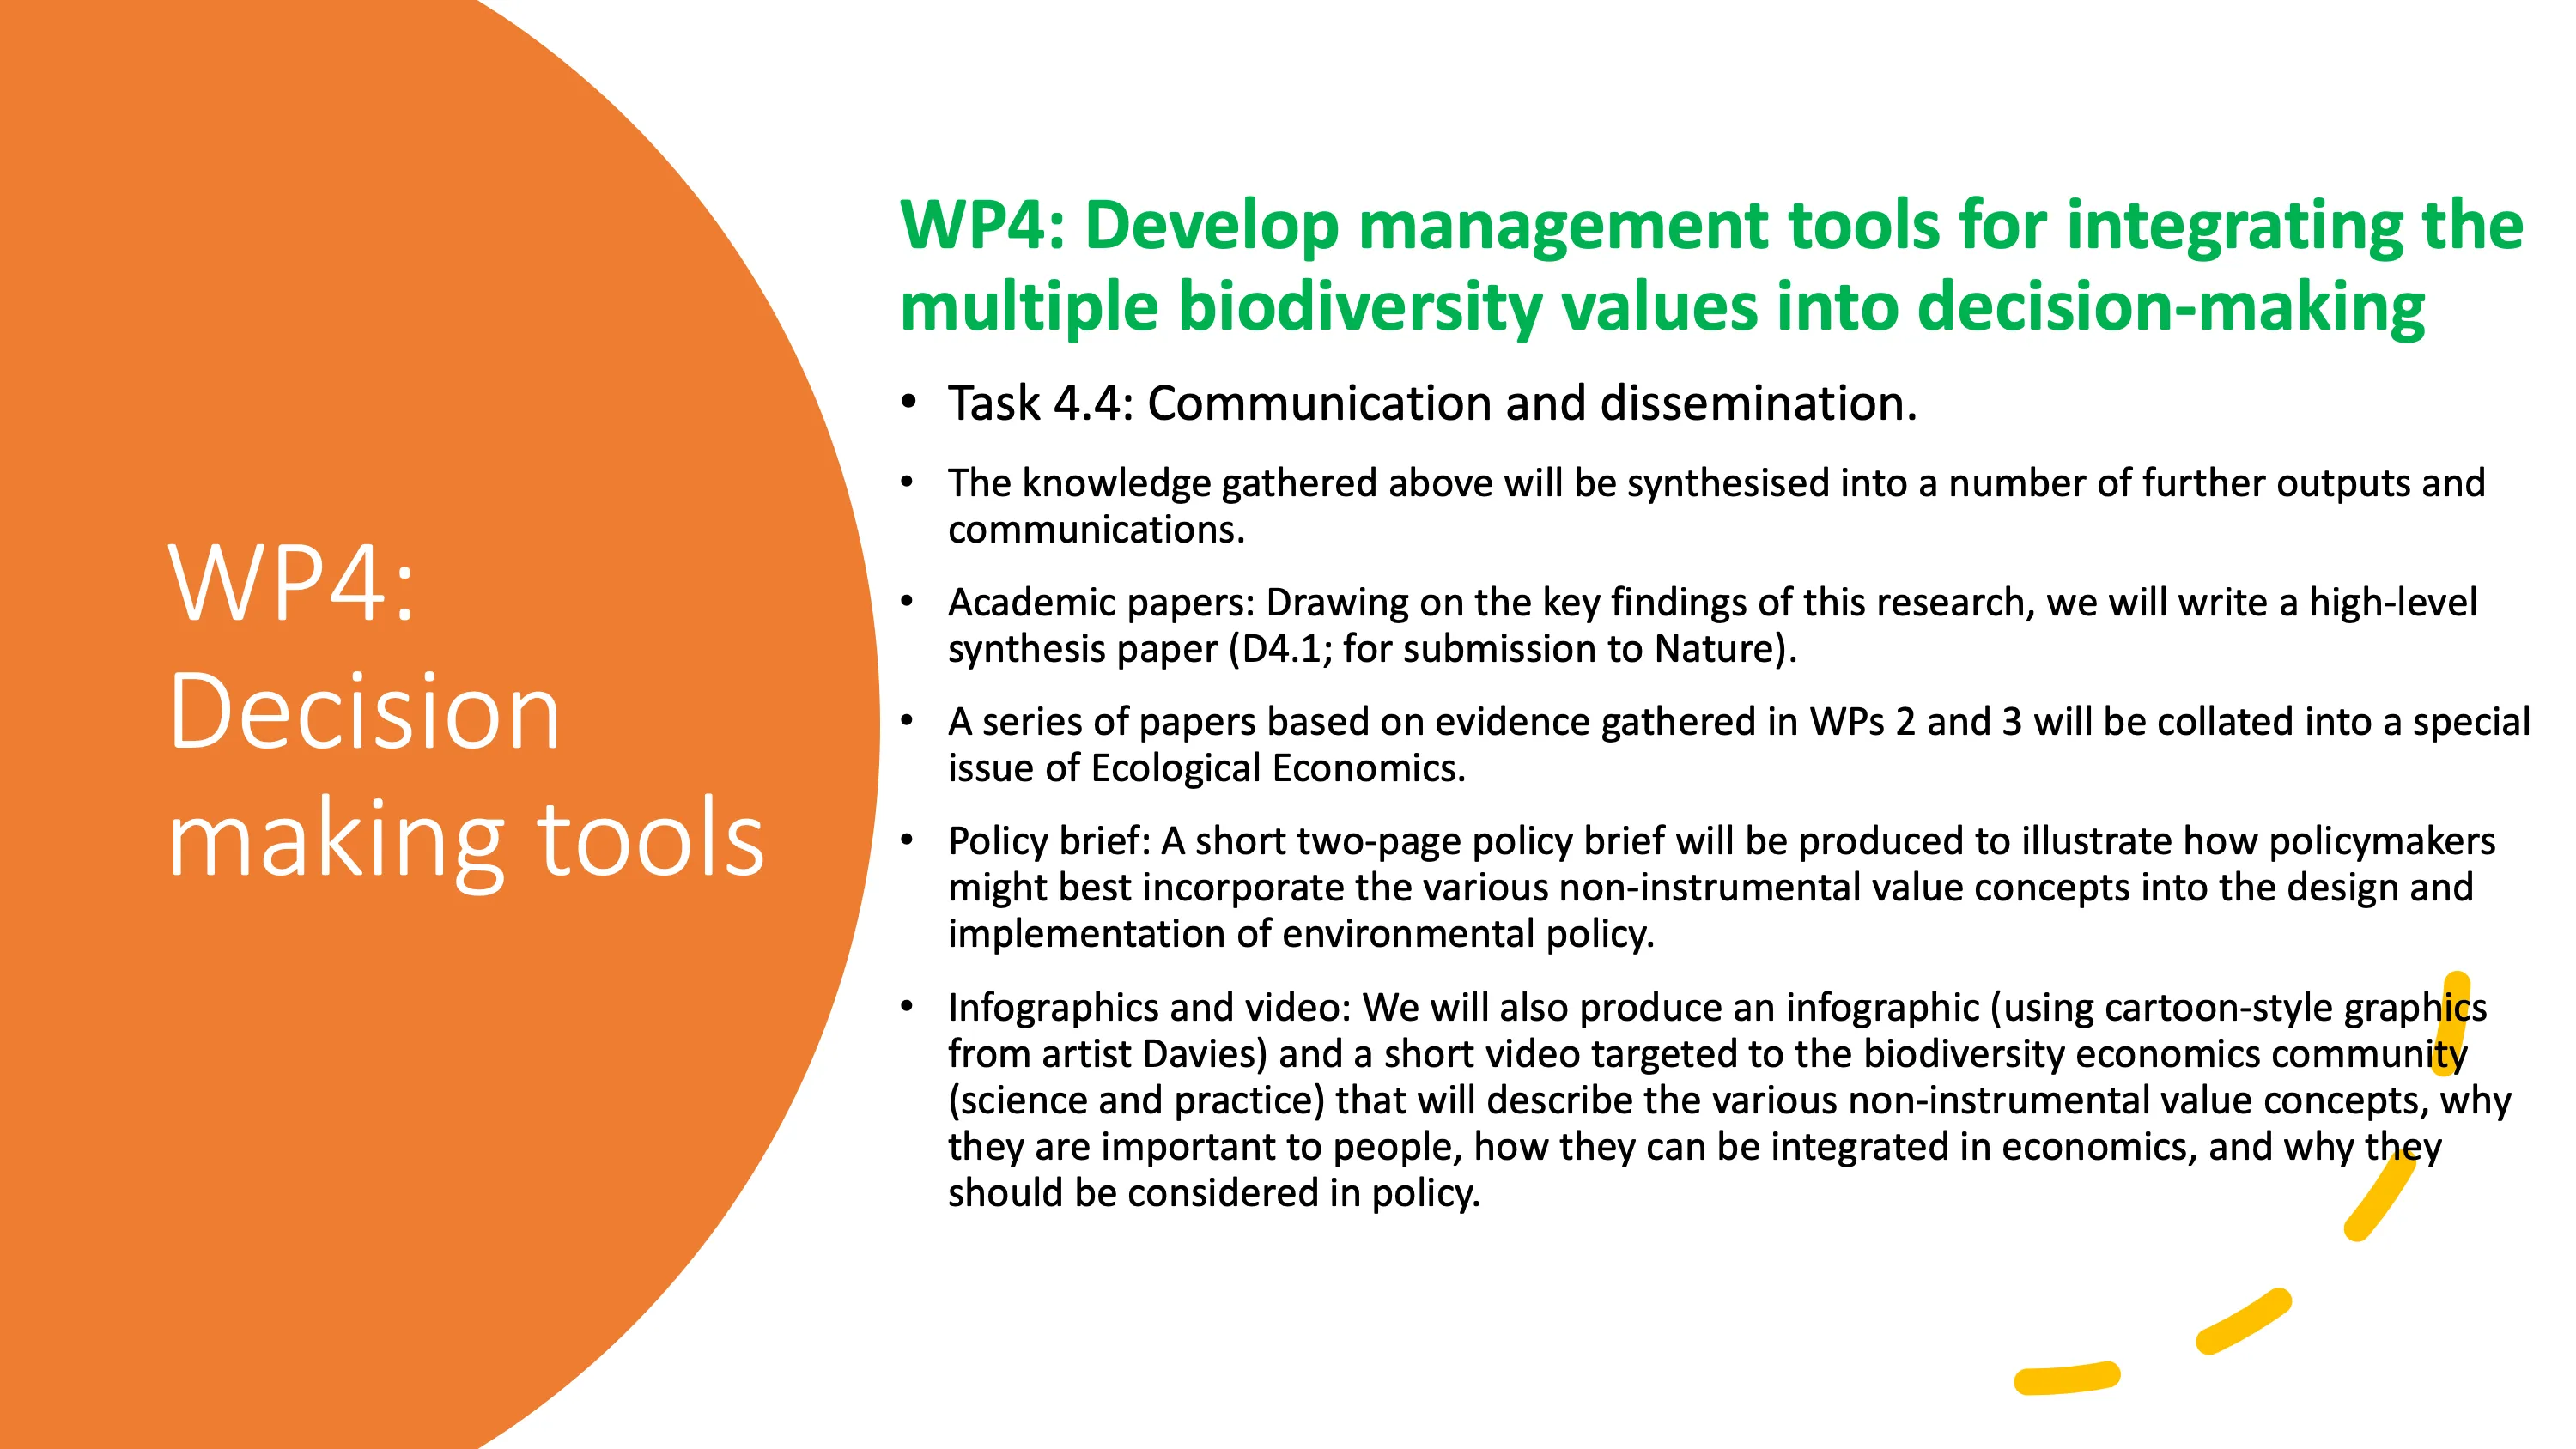 WP4:
Decision
making tools
WP4: Develop management tools for integrating the
multiple biodiversity values into decision-making
• Task 4.4: Communication and dissemination.
• The knowledge gathered above will be synthesised into a number of further outputs and
communications.
• Academic papers: Drawing on the key findings of this research, we will write a high-level
synthesis paper (D4.1; for submission to Nature).
• A series of papers based on evidence gathered in WPs 2 and 3 will be collated into a special
issue of Ecological Economics.
• Policy brief: A short two-page policy brief will be produced to illustrate how policymakers
might best incorporate the various non-instrumental value concepts into the design and
implementation of environmental policy.
• Infographics and video: We will also produce an infographic (using cartoon-style graphics
from artist Davies) and a short video targeted to the biodiversity economics community
(science and practice) that will describe the various non-instrumental value concepts, why
they are important to people, how they can be integrated in economics, and why they
should be considered in policy.